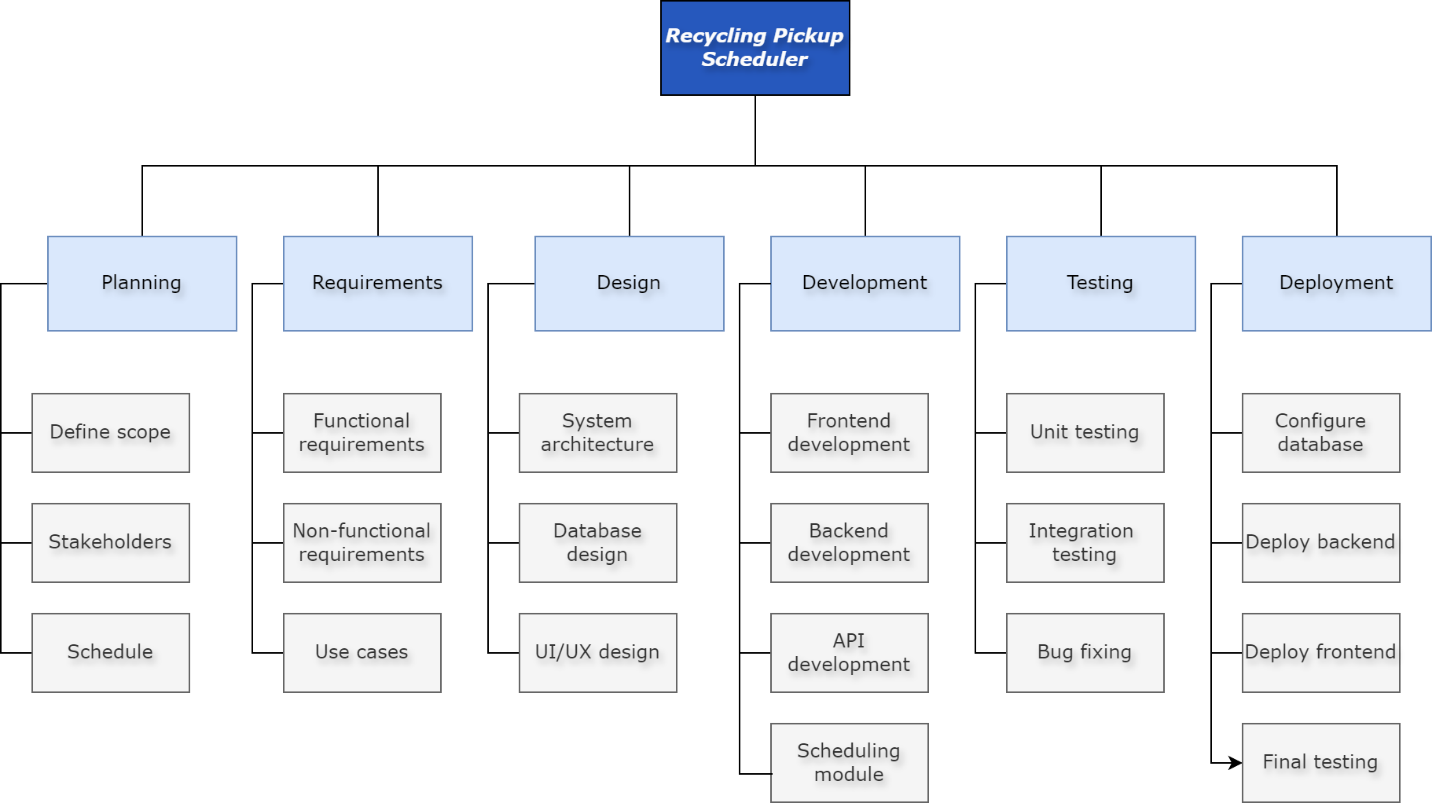 Recycling Pickup
Scheduler
Planning
Requirements
Design
Development
Testing
Deployment
Define scope
Stakeholders
Schedule
Functional
requirements
Non-functional
requirements
Use cases
System
architecture
Database
design
UI/UX design
Frontend
development
Backend
development
API
development
Scheduling
module
Unit testing
Integration
testing
Bug fixing
Configure
database
Deploy backend
Deploy frontend
Final testing